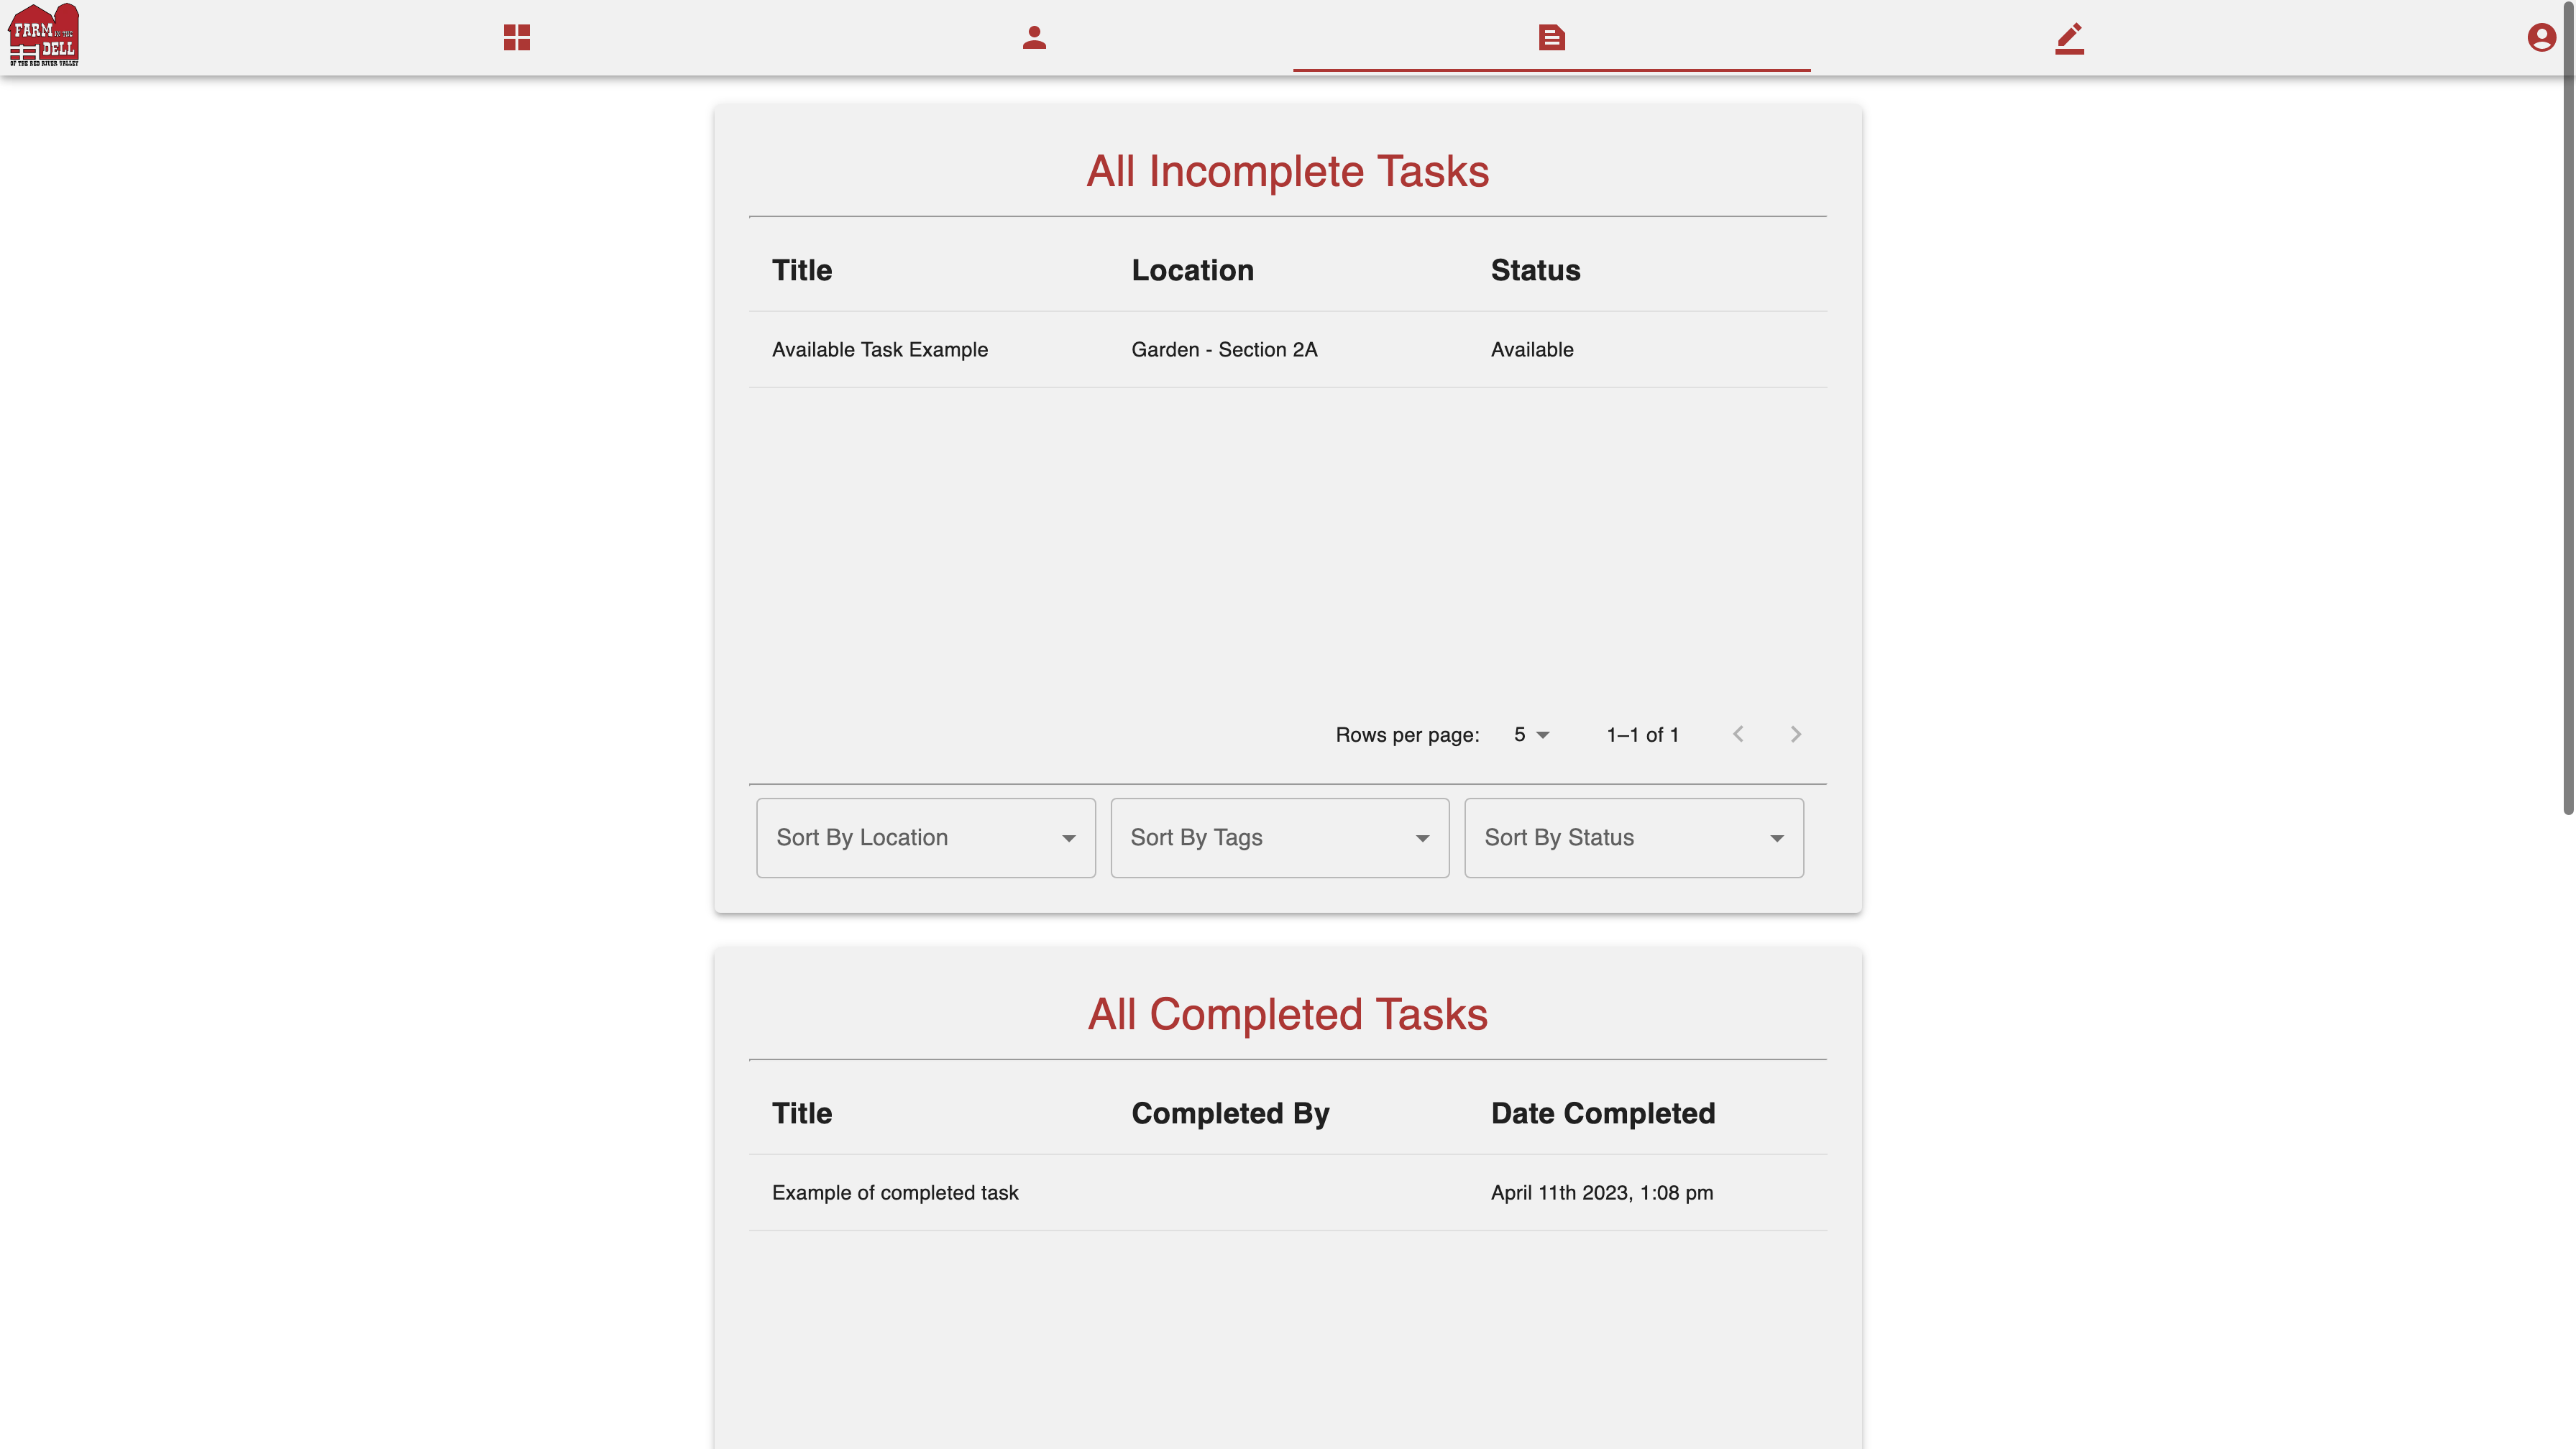 FARM IN THE
DELL
OF THE RED RIVER VALLEY
All Incomplete Tasks
Title Location Status
Available Task Example Garden - Section 2A Available
Rows per page: 5 1–1 of 1
Sort By Location Sort By Tags Sort By Status
All Completed Tasks
Title Completed By Date Completed
Example of completed task April 11th 2023, 1:08 pm